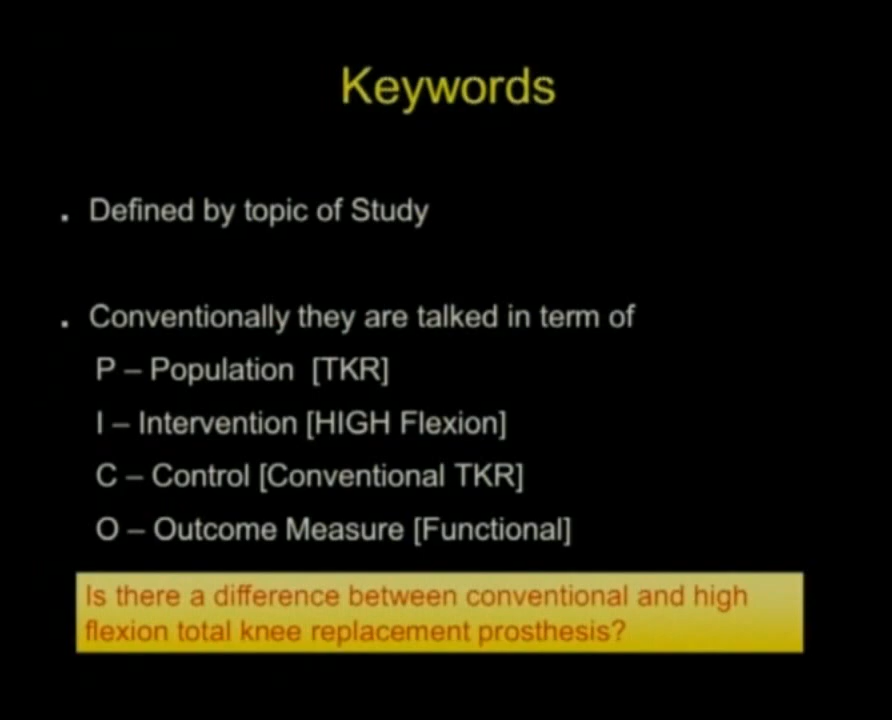 Keywords
. Defined by topic of Study
. Conventionally they are talked in term of
P – Population [TKR]
I – Intervention [HIGH Flexion]
C – Control [Conventional TKR]
O – Outcome Measure [Functional]
Is there a difference between conventional and high
flexion total knee replacement prosthesis?